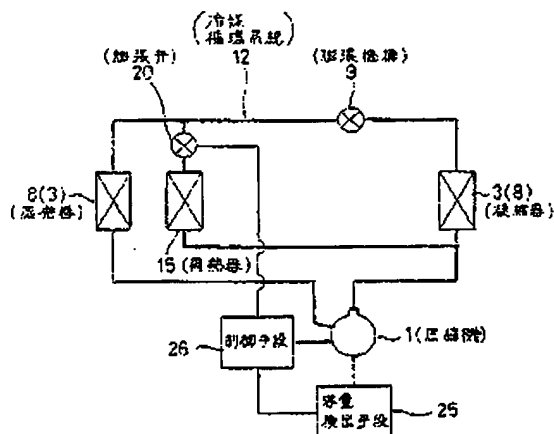 (冷媒
循環系統)
12
(膨張弁)
20
(膨張機構)
9
8(3)
(蒸発器)
15(再熱器)
3(8)
(凝縮器)
26
制御手段
1(圧縮機)
容量
検出手段
25